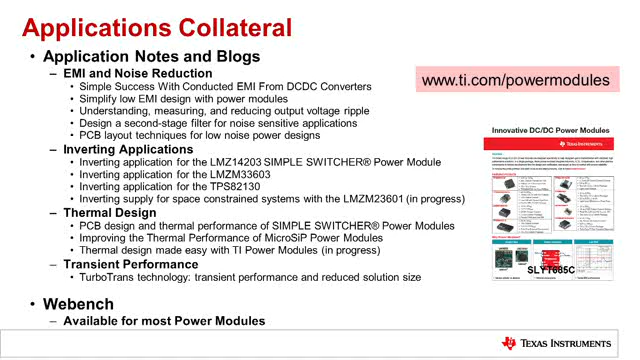 Applications Collateral
• Application Notes and Blogs
– EMI and Noise Reduction
• Simple Success With Conducted EMI From DCDC Converters
• Simplify low EMI design with power modules
• Understanding, measuring, and reducing output voltage ripple
• Design a second-stage filter for noise sensitive applications
• PCB layout techniques for low noise power designs
– Inverting Applications
• Inverting application for the LMZ14203 SIMPLE SWITCHER® Power Module
• Inverting application for the LMZM33603
• Inverting application for the TPS82130
• Inverting supply for space constrained systems with the LMZM23601 (in progress)
– Thermal Design
• PCB design and thermal performance of SIMPLE SWITCHER® Power Modules
• Improving the Thermal Performance of MicroSiP Power Modules
• Thermal design made easy with TI Power Modules (in progress)
– Transient Performance
• TurboTrans technology: transient performance and reduced solution size
• Webench
– Available for most Power Modules
www.ti.com/powermodules
Innovative DC/DC Power Modules
TEXAS INSTRUMENTS
TEXAS INSTRUMENTS